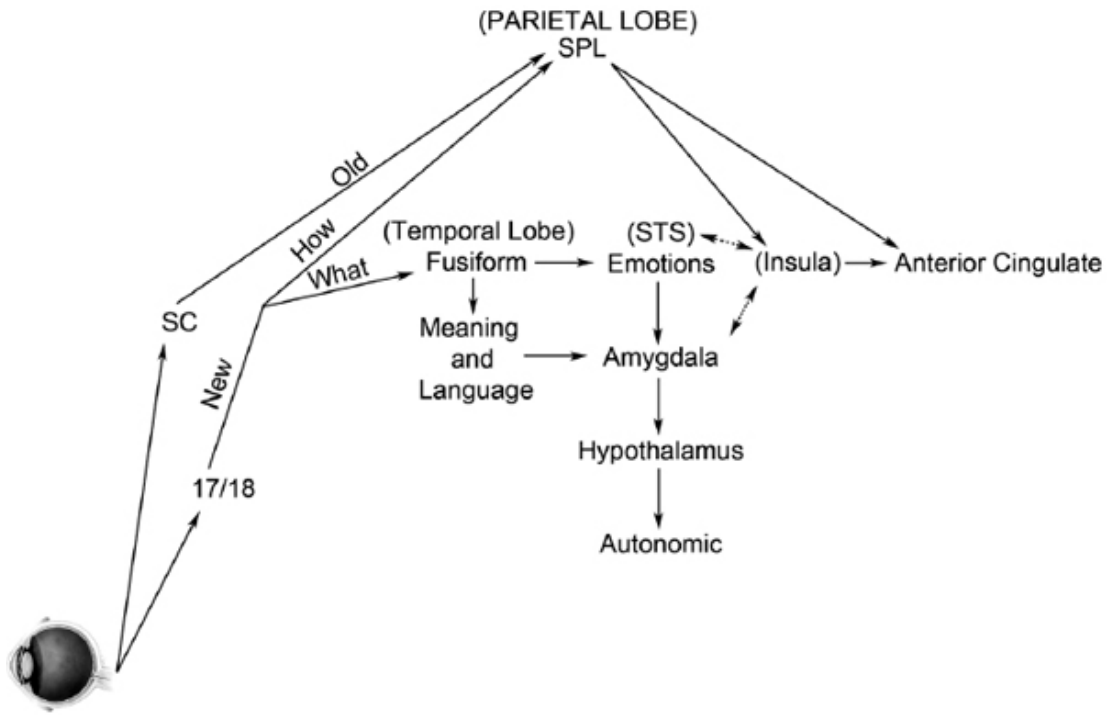 (PARIETAL LOBE)
SPL
Old
How
What
New
SC
17/18
(Temporal Lobe)
Fusiform
Meaning
and
Language
(STS)
Emotions
Amygdala
Hypothalamus
Autonomic
(Insula)
Anterior Cingulate